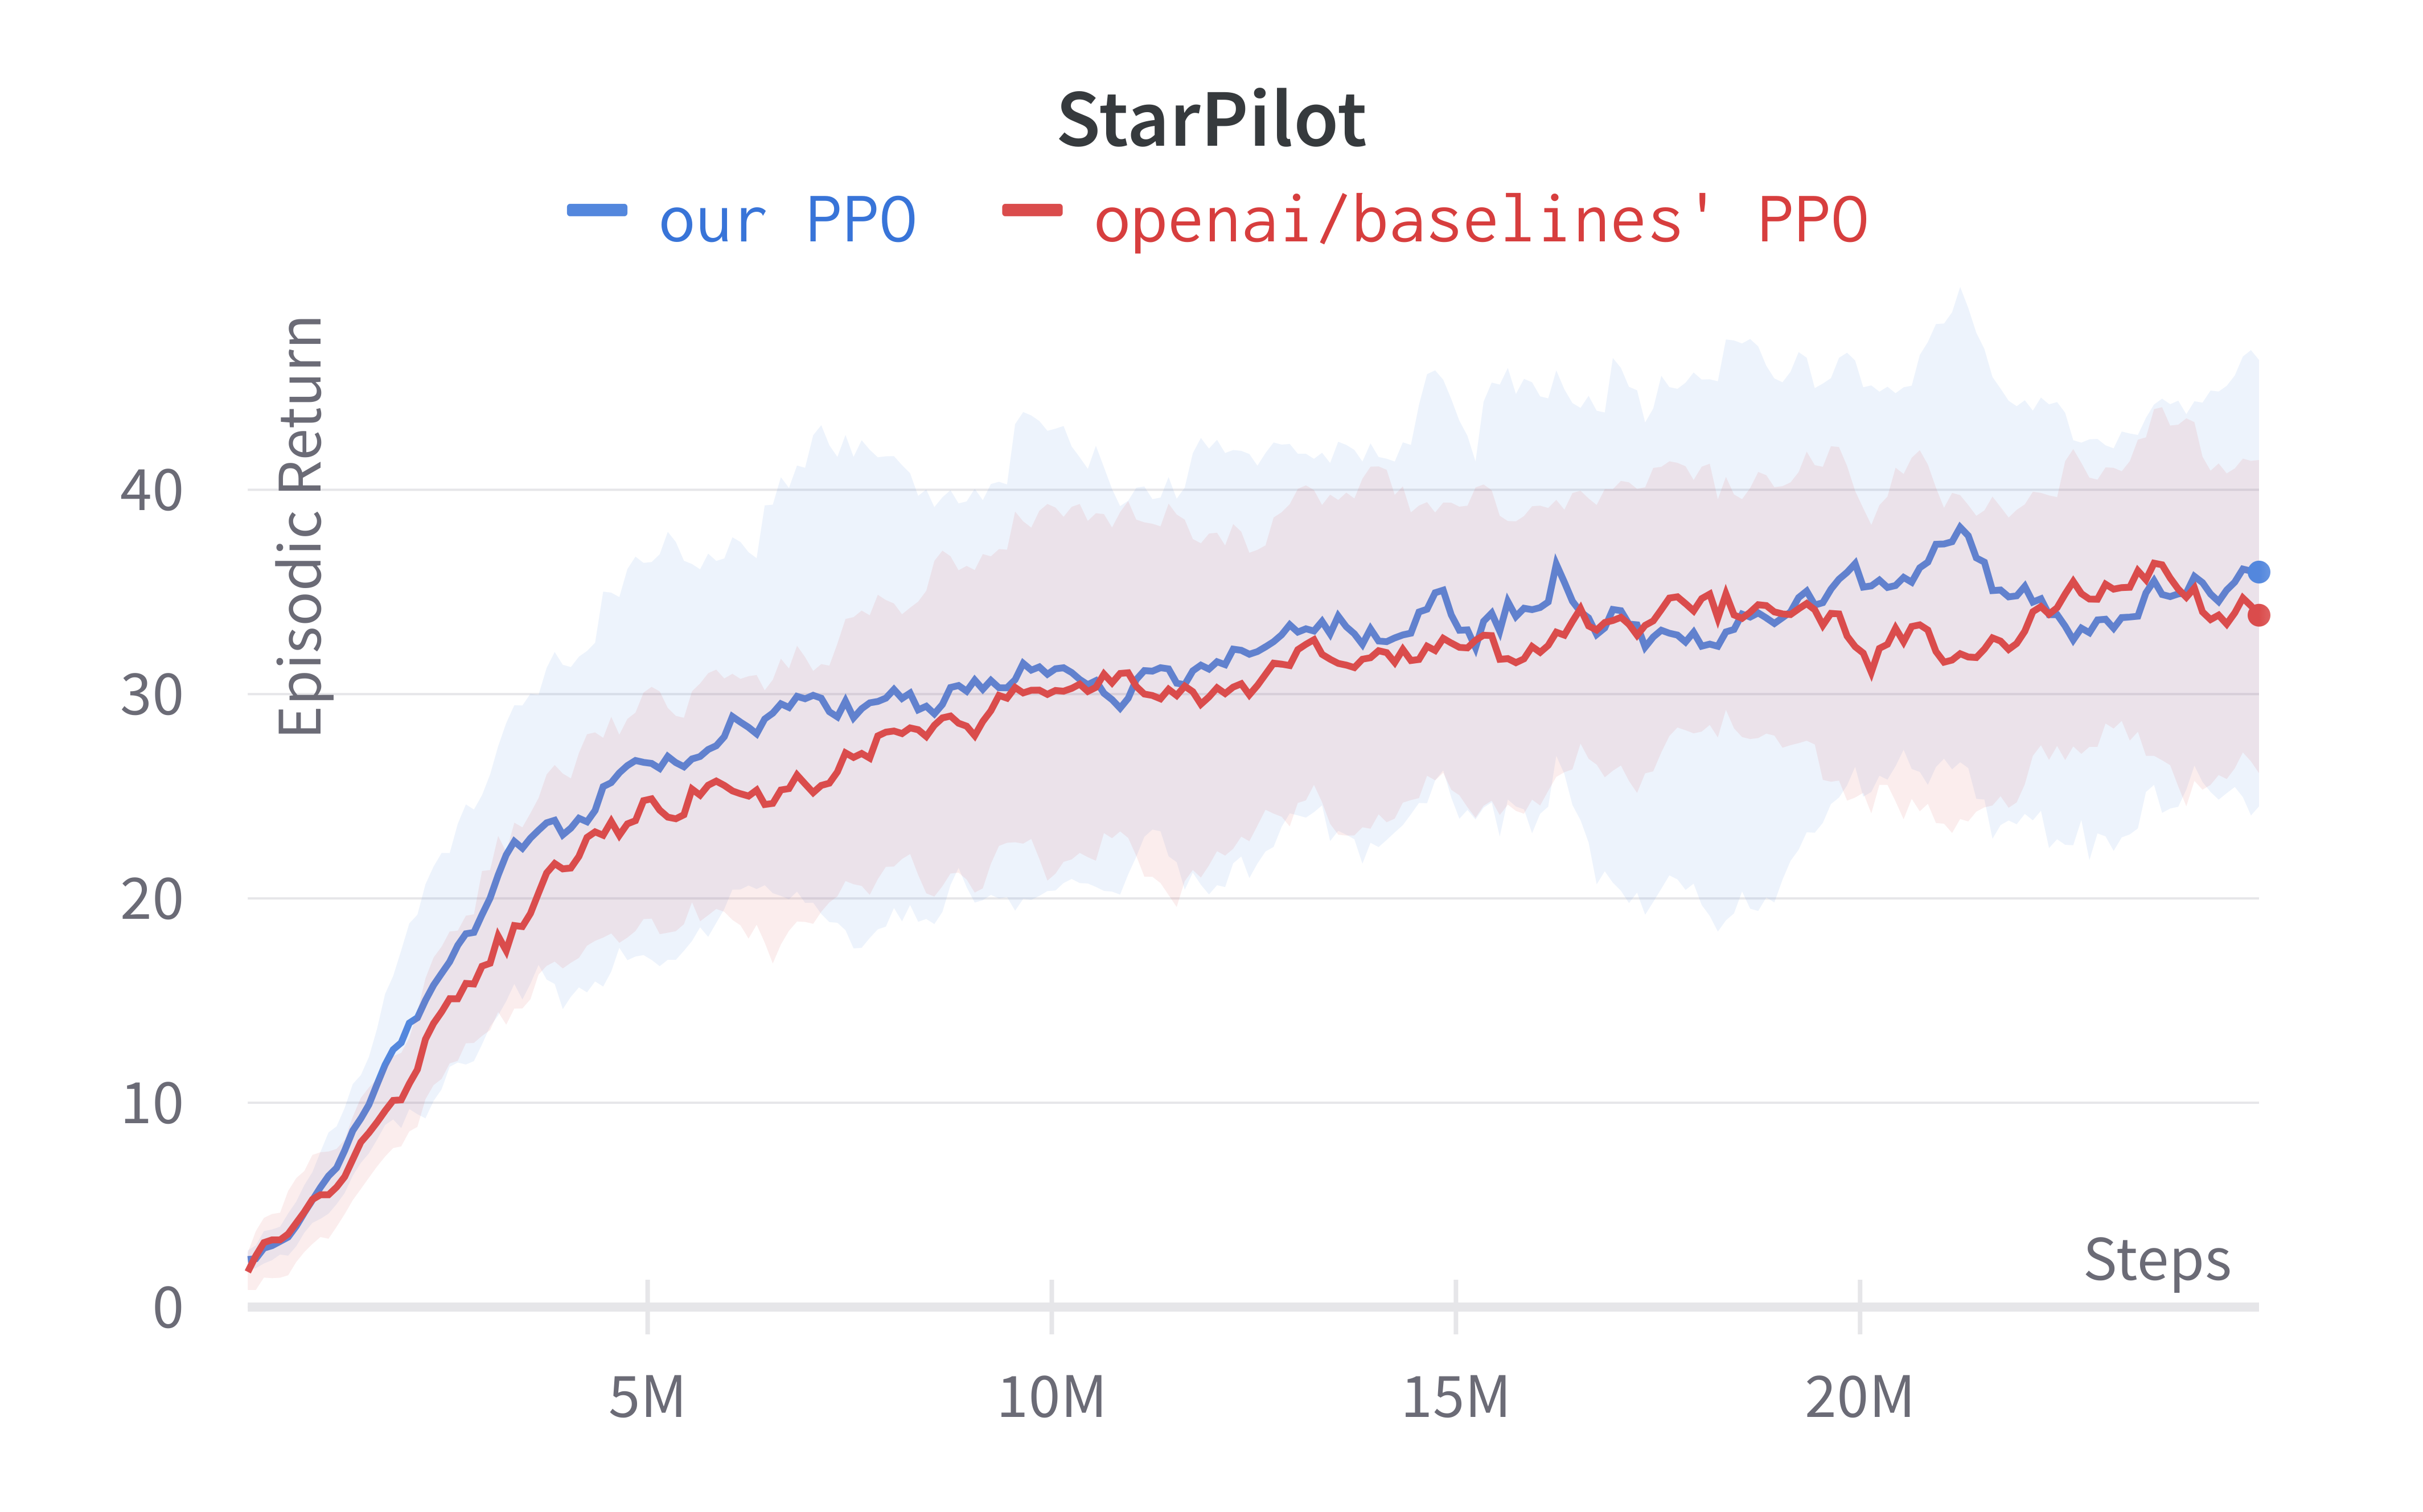 StarPilot
our PPO openai/baselines' PPO
Episodic Return
40
30
20
10
0
Steps
5M 10M 15M 20M